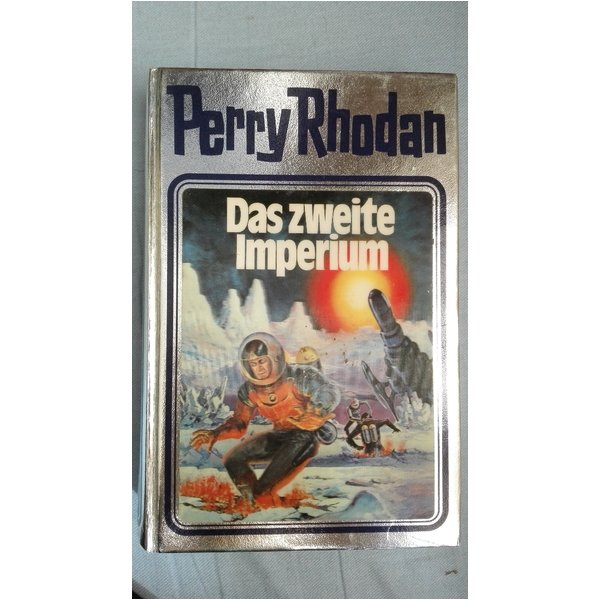 Perry Rhodan
Das zweite
Imperium